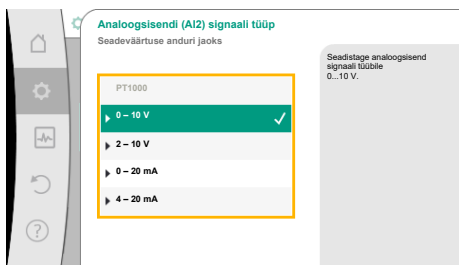 Analoogsisendi (AI2) signaali tüüp
Seadeväärtuse anduri jaoks
Seadistage analoogsisend
signaali tüübile
0...10 V.
PT1000
0 – 10 V
2 – 10 V
0 – 20 mA
4 – 20 mA